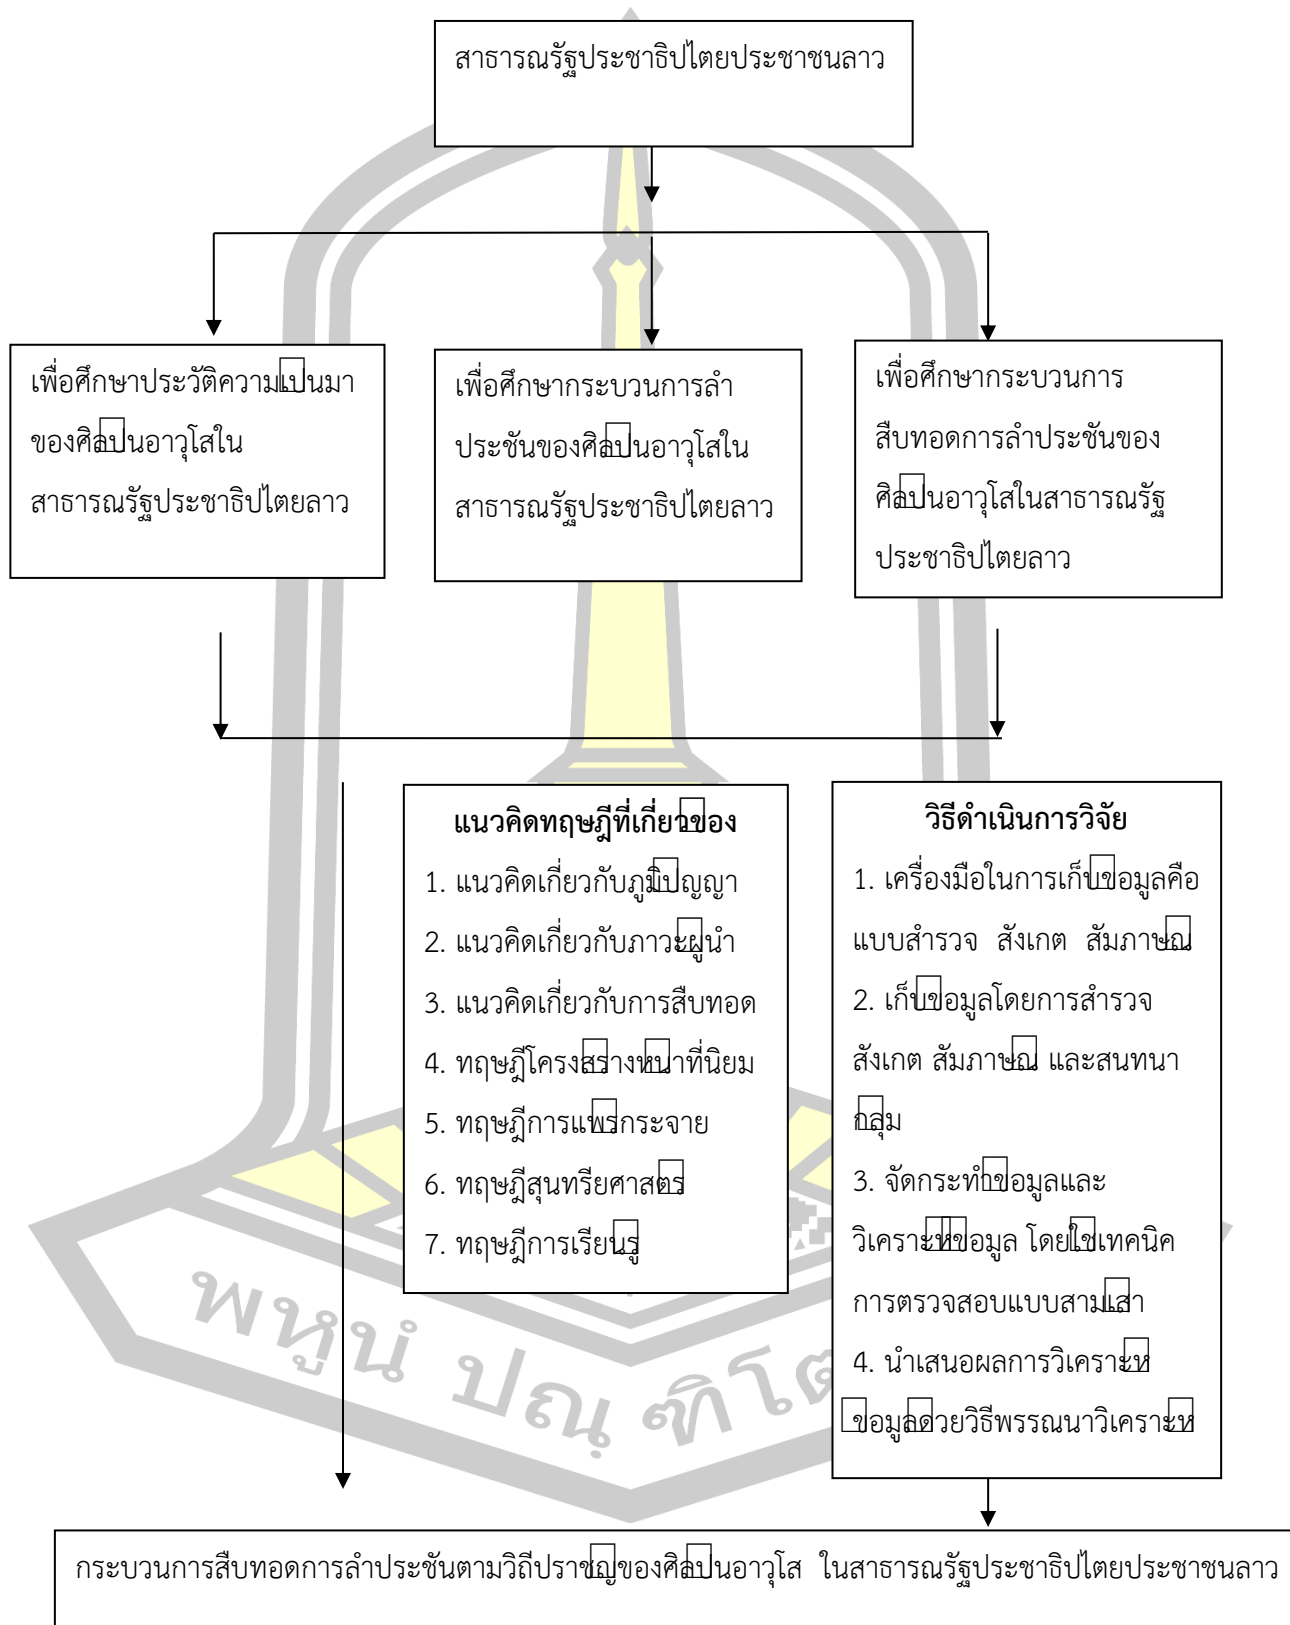 สาธารณรัฐประชาธิปไตยประชาชนลาว
เพื่อศึกษาประวัติความเปนมา
ของศิลปนอาวุโสใน
สาธารณรัฐประชาธิปไตยลาว
เพื่อศึกษากระบวนการลำ
ประชันของศิลปนอาวุโสใน
สาธารณรัฐประชาธิปไตยลาว
เพื่อศึกษากระบวนการ
สืบทอดการลำประชันของ
ศิลปนอาวุโสในสาธารณรัฐ
ประชาธิปไตยลาว
แนวคิดทฤษฎีที่เกี่ยวของ
1. แนวคิดเกี่ยวกับภูมิปญญา
2. แนวคิดเกี่ยวกับภาวะผูนำ
3. แนวคิดเกี่ยวกับการสืบทอด
4. ทฤษฎีโครงสรางหนาที่นิยม
5. ทฤษฎีการแพรกระจาย
6. ทฤษฎีสุนทรียศาสตร
7. ทฤษฎีการเรียนรู
วิธีดำเนินการวิจัย
1. เครื่องมือในการเก็บขอมูลคือ
แบบสำรวจ สังเกต สัมภาษณ
2. เก็บขอมูลโดยการสำรวจ
สังเกต สัมภาษณ และสนทนา
กลุม
3. จัดกระทำขอมูลและ
วิเคราะหขอมูล โดยใชเทคนิค
การตรวจสอบแบบสามเสา
4. นำเสนอผลการวิเคราะห
ขอมูลดวยวิธีพรรณนาวิเคราะห
พหูนํ ปณฺ ฑิโต
กระบวนการสืบทอดการลำประชันตามวิถีปราชญของศิลปนอาวุโส ในสาธารณรัฐประชาธิปไตยประชาชนลาว